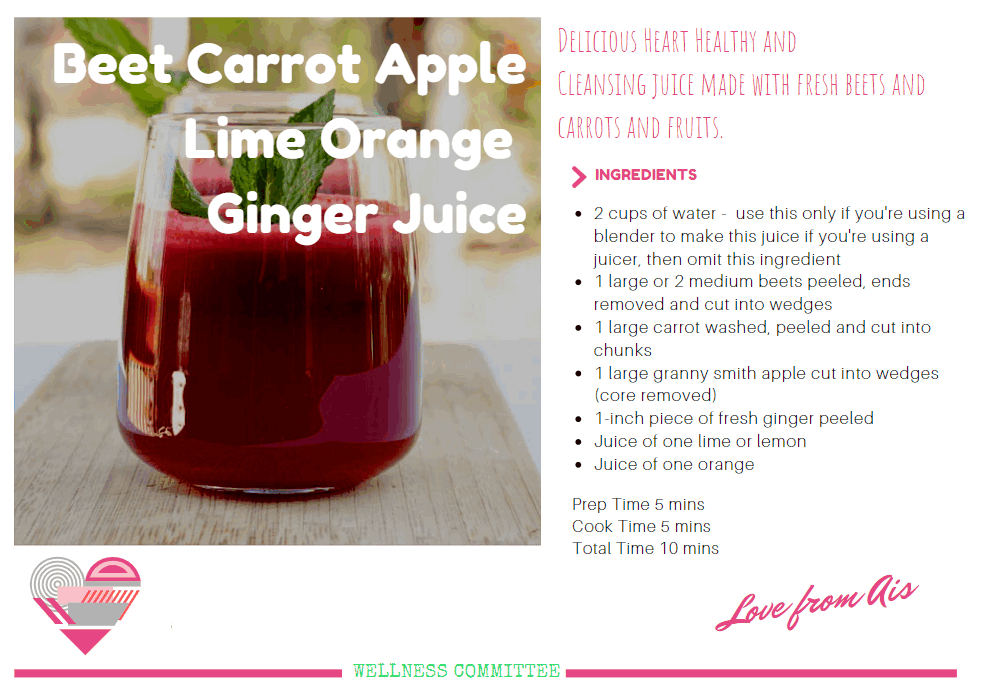 Beet Carrot Apple
Lime Orange
Ginger Juice
Delicious Heart Healthy and
Cleansing juice made with fresh beets and
carrots and fruits.
INGREDIENTS
2 cups of water -  use this only if you're using a
blender to make this juice if you're using a
juicer, then omit this ingredient
1 large or 2 medium beets peeled, ends
removed and cut into wedges
1 large carrot washed, peeled and cut into
chunks
1 large granny smith apple cut into wedges
(core removed)
1-inch piece of fresh ginger peeled
Juice of one lime or lemon
Juice of one orange
Prep Time 5 mins
Cook Time 5 mins
Total Time 10 mins
Love from Ais
WELLNESS COMMITTEE